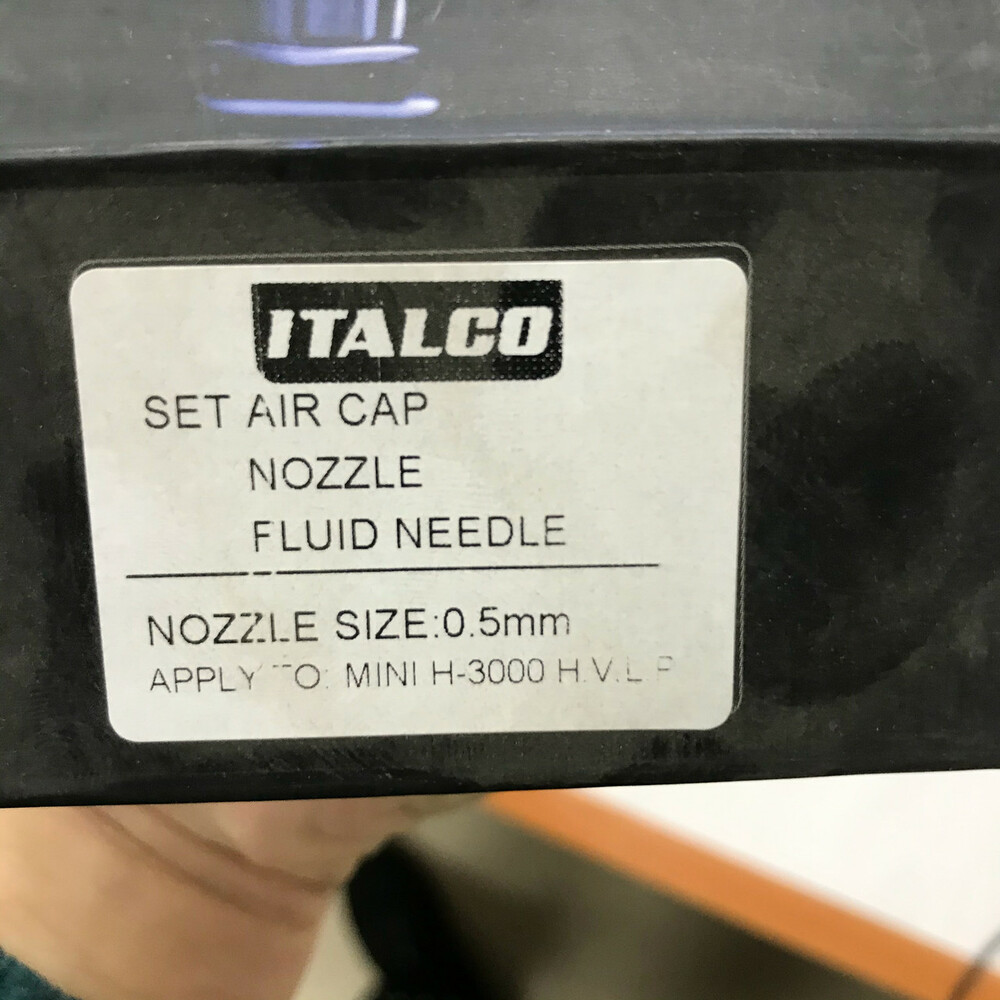 ITALCO
SET AIR CAP
NOZZLE
FLUID NEEDLE
NOZZLE SIZE:0.5mm
APPLY TO: MINI H-3000 H.V.L.P